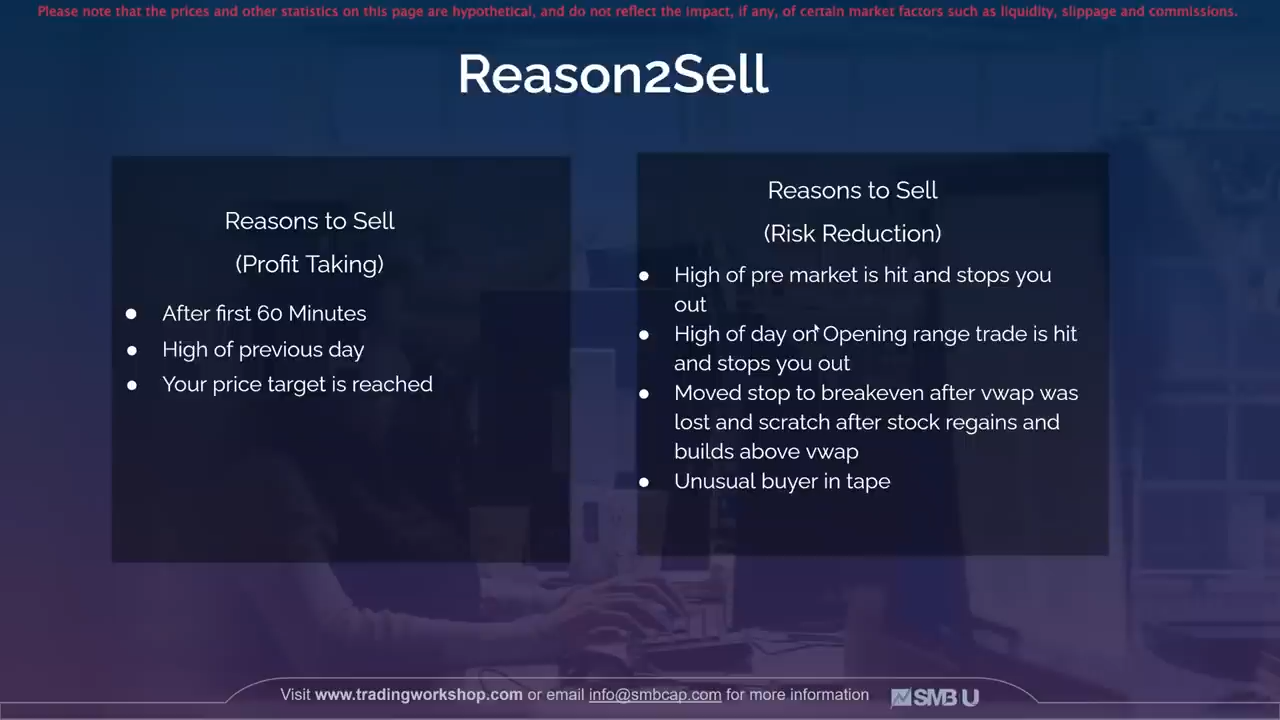 Please note that the prices and other statistics on this page are hypothetical, and do not reflect the impact, if any, of certain market factors such as liquidity, slippage and commissions.
Reason2Sell
Reasons to Sell
(Profit Taking)
● After first 60 Minutes
● High of previous day
● Your price target is reached
Reasons to Sell
(Risk Reduction)
● High of pre market is hit and stops you
out
● High of day on Opening range trade is hit
and stops you out
● Moved stop to breakeven after vwap was
lost and scratch after stock regains and
builds above vwap
● Unusual buyer in tape
Visit www.tradingworkshop.com or email info@smbcap.com for more information
SMB U